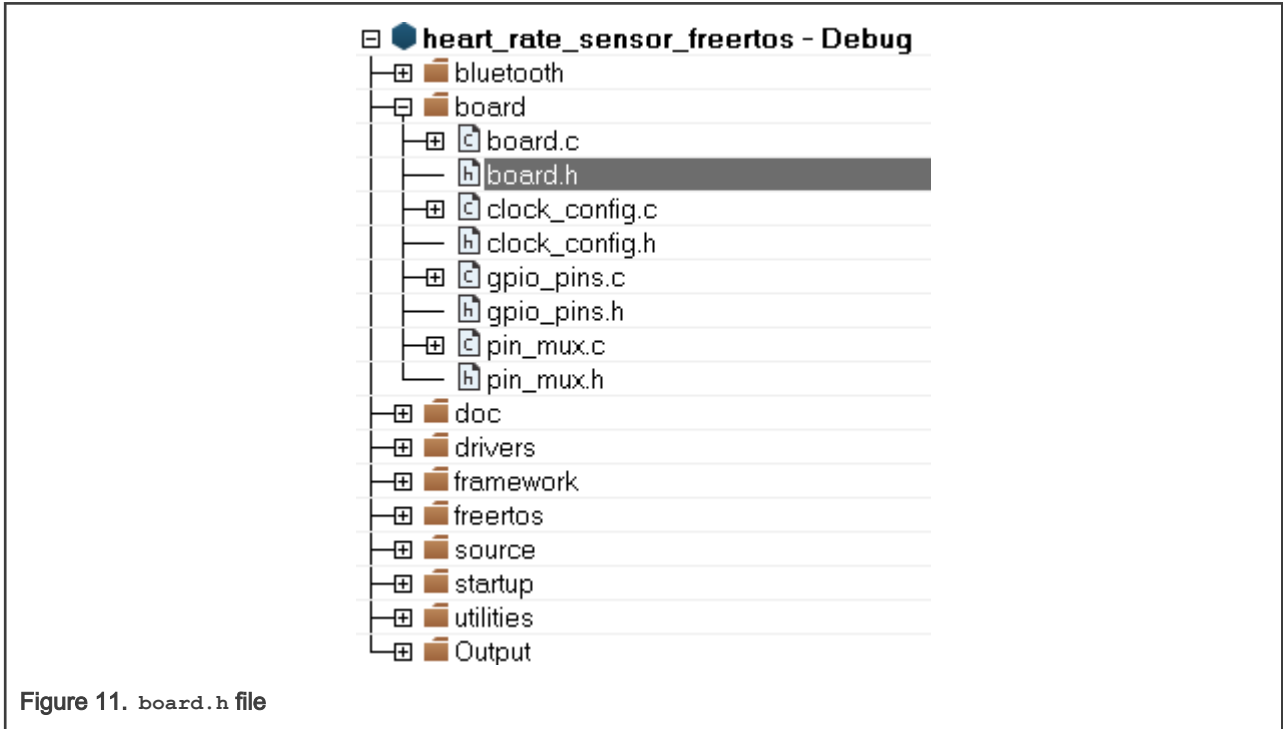 heart_rate_sensor_freertos - Debug
bluetooth
board
c board.c
h board.h
c clock_config.c
h clock_config.h
c gpio_pins.c
h gpio_pins.h
c pin_mux.c
h pin_mux.h
doc
drivers
framework
freertos
source
startup
utilities
Output
Figure 11. board.h file